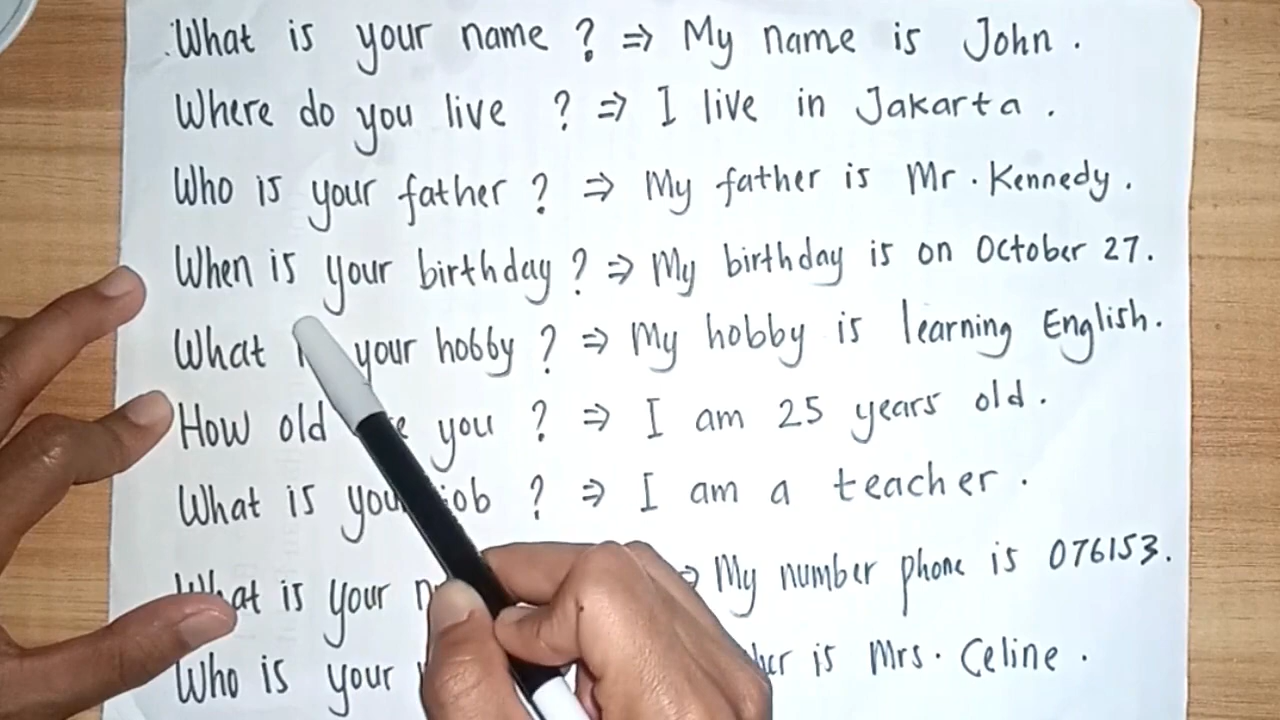 What is your name ? ⇒ My name is John .
Where do you live ? ⇒ I live in Jakarta .
Who is your father ? ⇒ My father is Mr . Kennedy .
When is your birthday ? ⇒ My birthday is on October 27 .
What your hobby ? ⇒ My hobby is learning English .
How old you ? ⇒ I am 25 years old .
What is job ? ⇒ I am a teacher .
What is your My number phone is 076153 .
Who is your is Mrs . Celine .